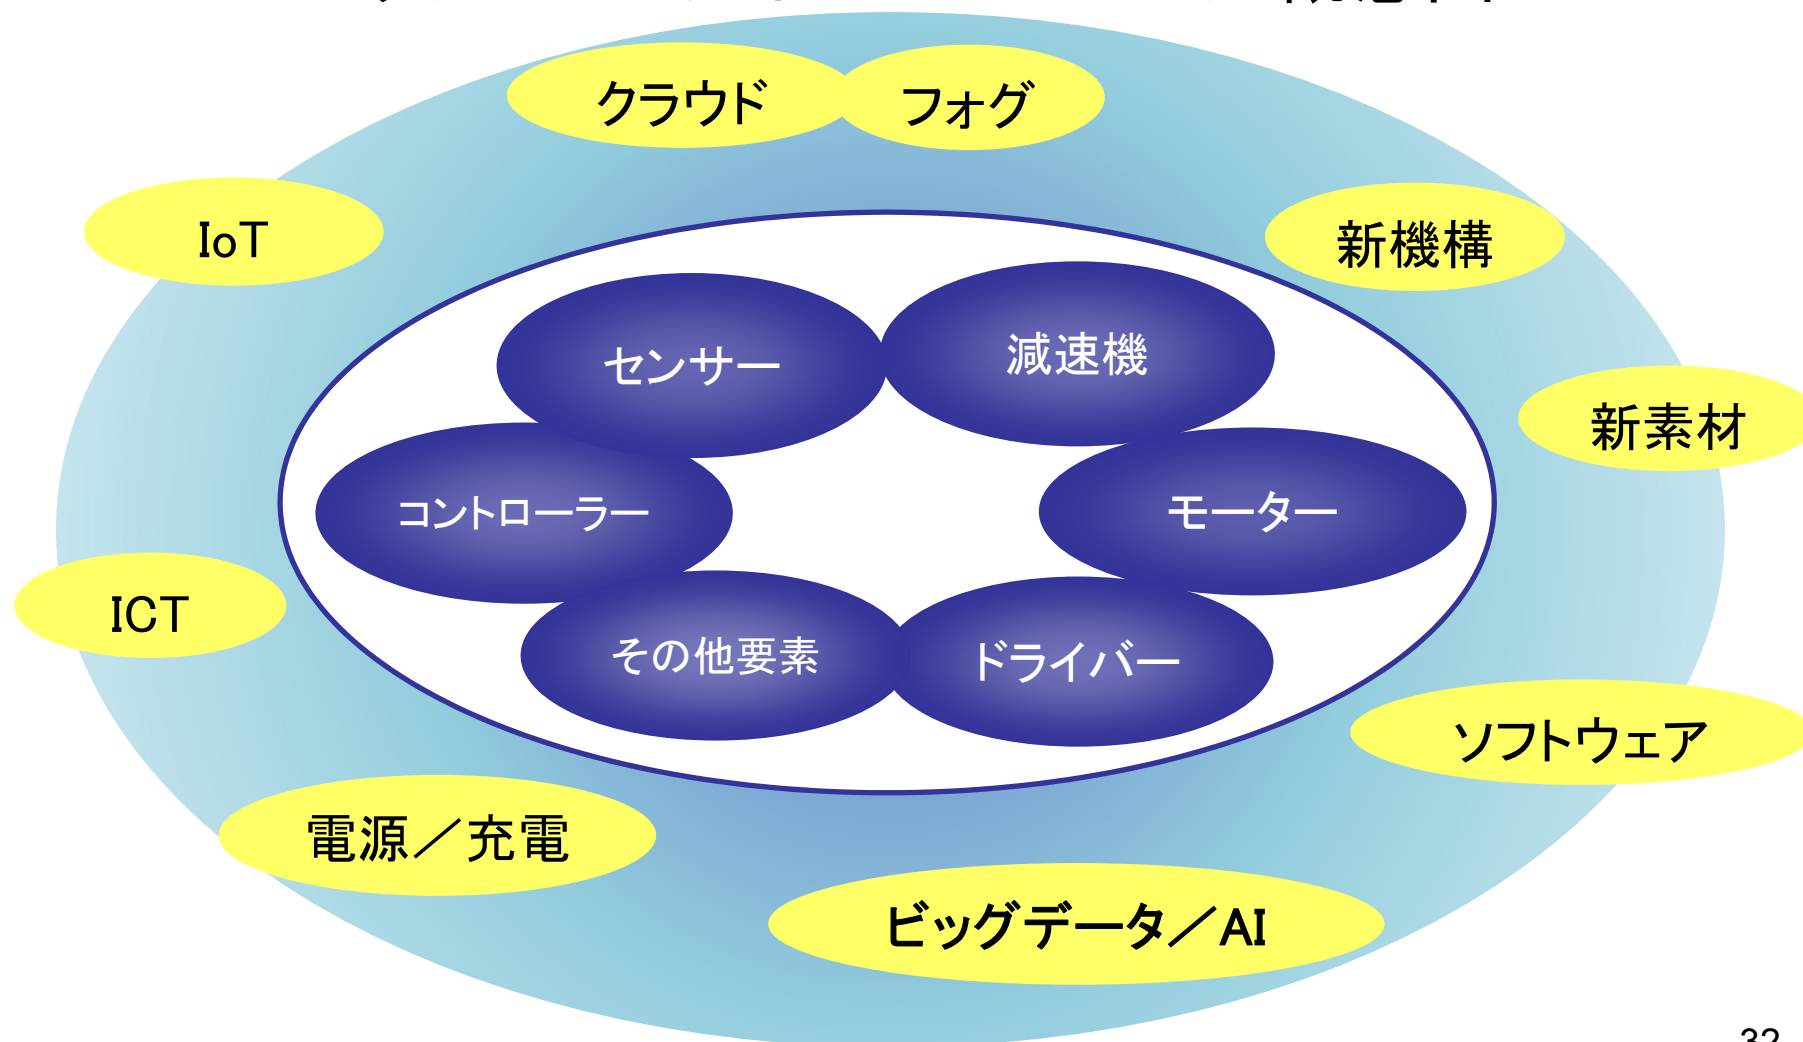 クラウド
フォグ
IoT
新機構
センサー
減速機
新素材
コントローラー
モーター
ICT
その他要素
ドライバー
ソフトウェア
電源／充電
ビッグデータ／AI
32